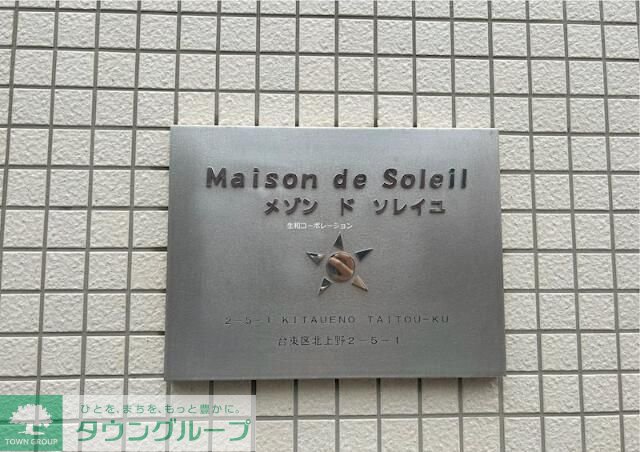 Maison de Soleil
メゾン ド ソレイユ
生和コーポレーション
2-5-1 KITAUENO TAITOU-KU
台東区北上野2-5-1
ひとを、まちを、もっと豊かに。
タウングループ
TOWN GROUP